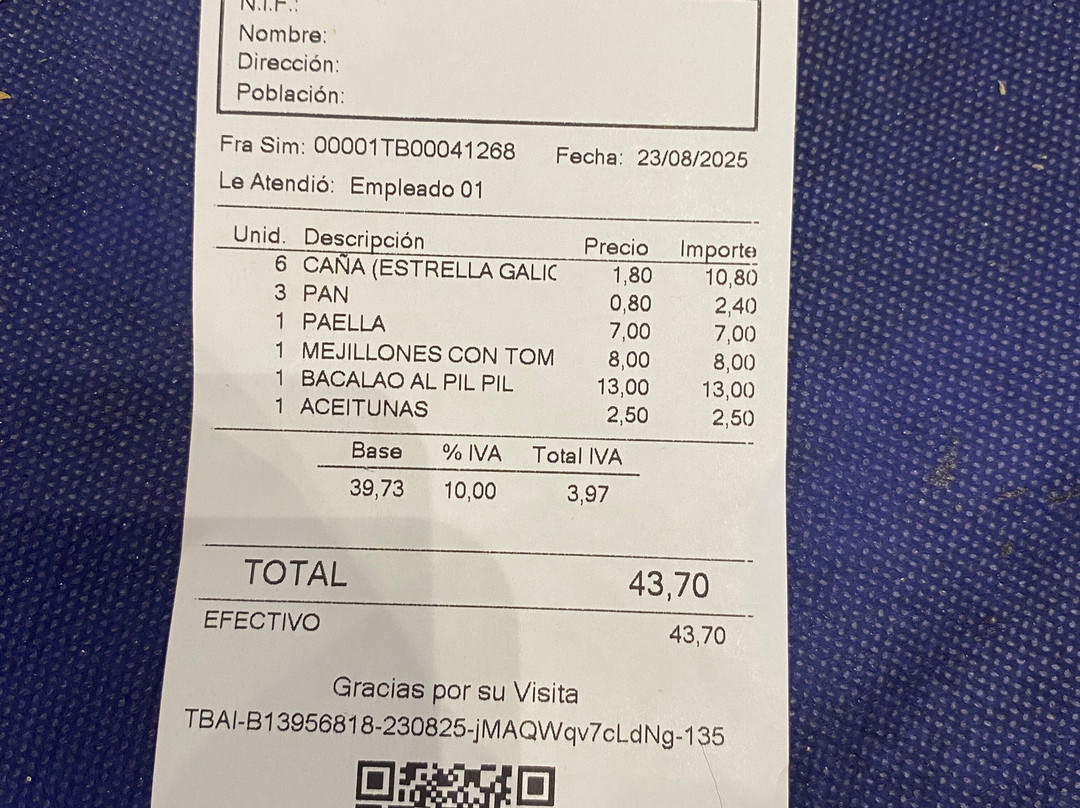 N.I.F.:
Nombre:
Dirección:
Población:
Fra Sim: 00001TB00041268 Fecha: 23/08/2025
Le Atendió: Empleado 01
Unid. Descripción Precio Importe
6 CAÑA (ESTRELLA GALIC 1,80 10,80
3 PAN 0,80 2,40
1 PAELLA 7,00 7,00
1 MEJILLONES CON TOM 8,00 8,00
1 BACALAO AL PIL PIL 13,00 13,00
1 ACEITUNAS 2,50 2,50
Base % IVA Total IVA
39,73 10,00 3,97
TOTAL 43,70
EFECTIVO 43,70
Gracias por su Visita
TBAI-B13956818-230825-jMAQWqv7cLdNg-135